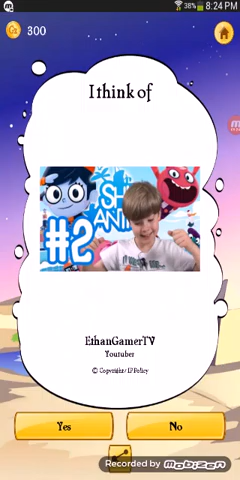 38% 8:24 PM
300
I think of
#2
EthanGamerTV
Youtuber
© Copyright / IP Policy
Yes
No
Recorded by mobizen